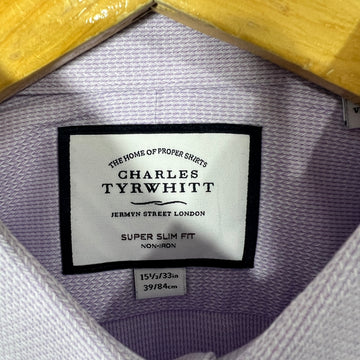 THE HOME OF PROPER SHIRTS
CHARLES
TYRWHITT
JERMYN STREET LONDON
SUPER SLIM FIT
NON-IRON
15½/33in
39/84cm